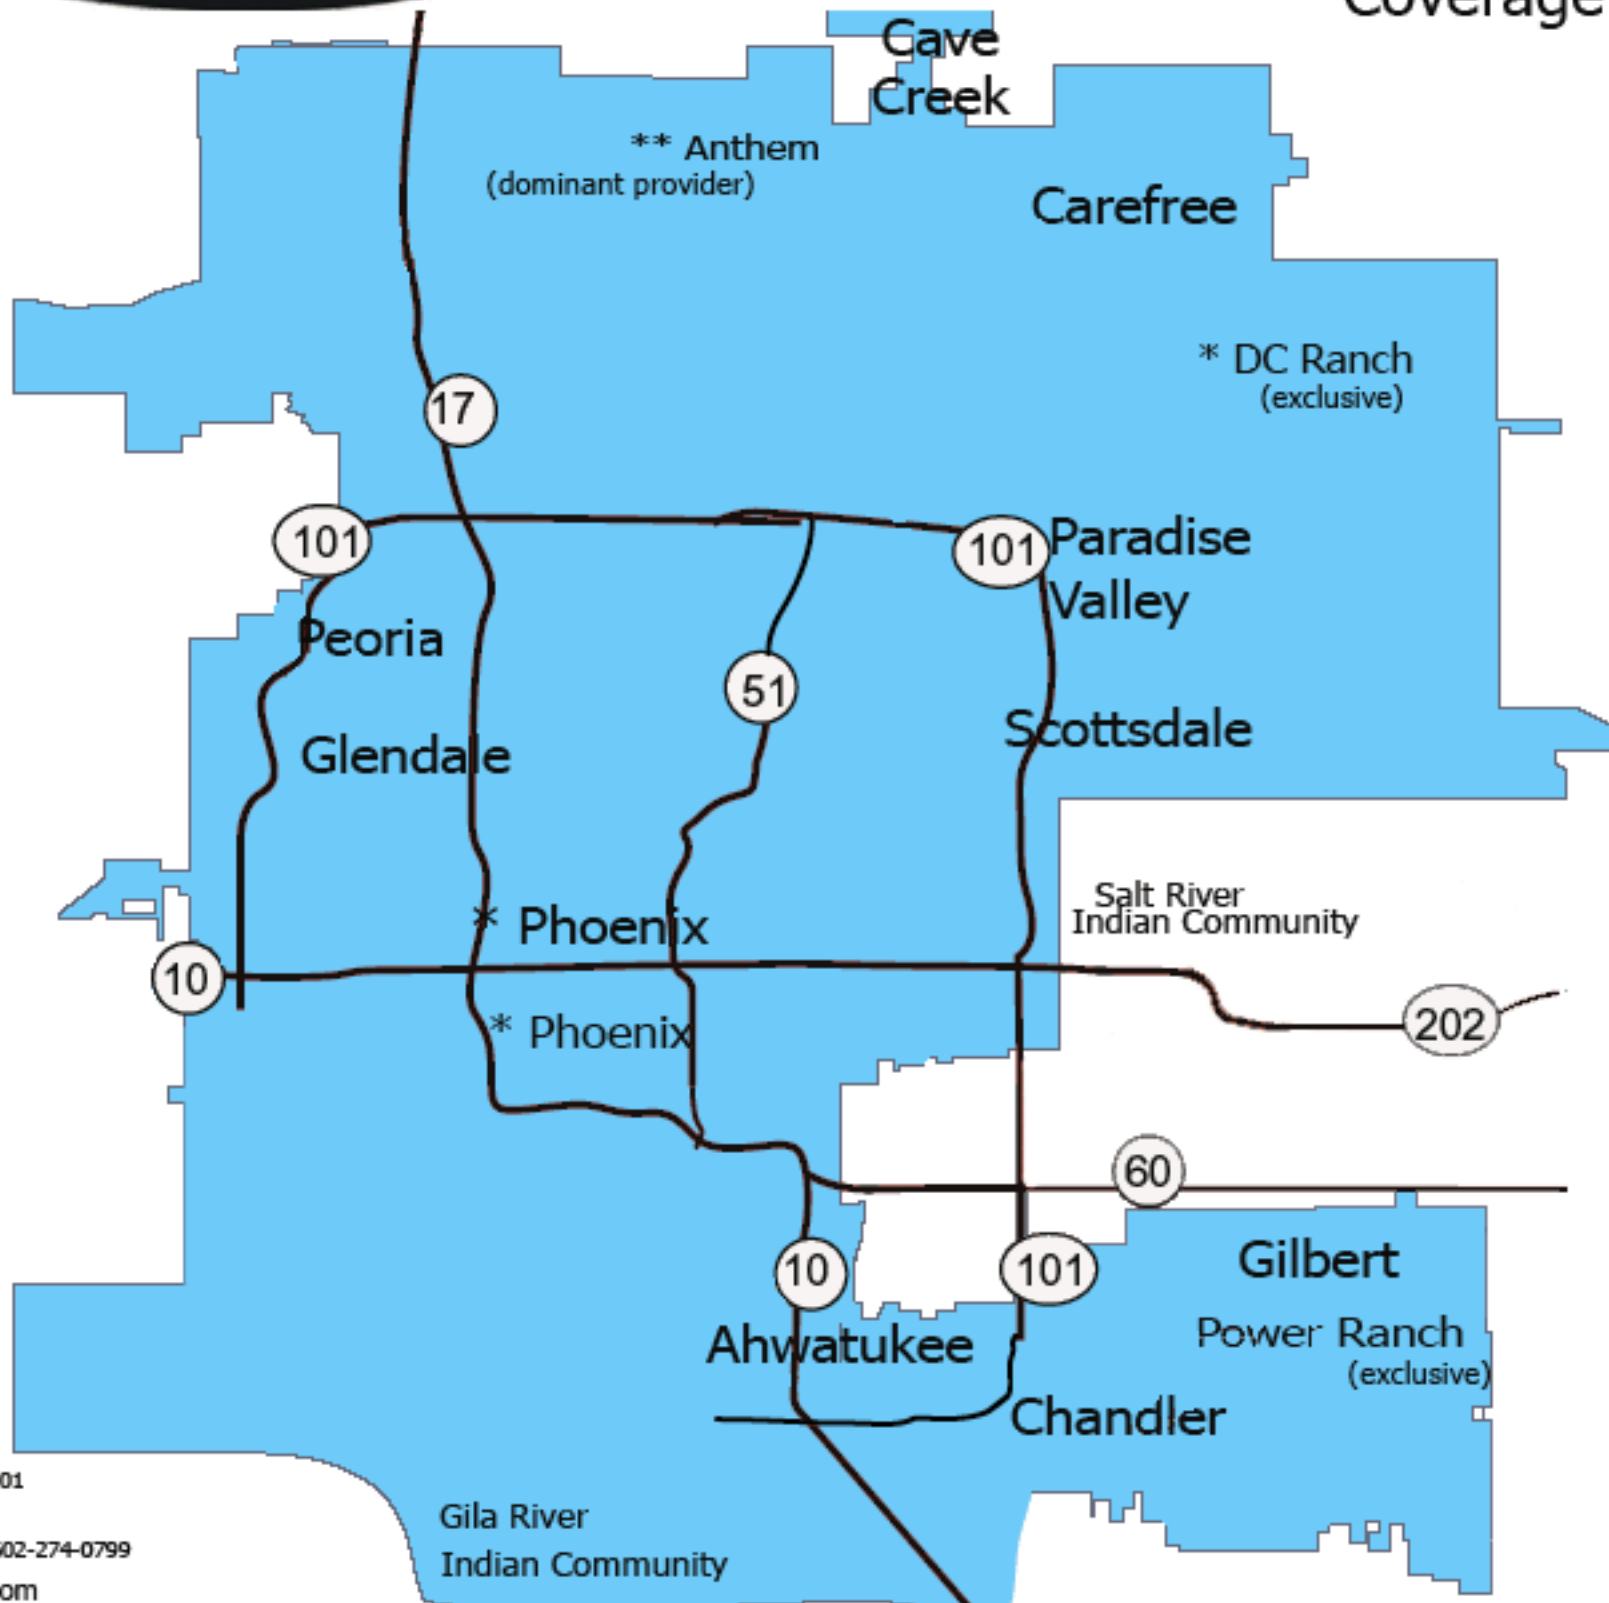 Coverage
Cave
Creek
** Anthem
(dominant provider)
Carefree
* DC Ranch
(exclusive)
17
101
101
Paradise
Valley
Peoria
51
Scottsdale
Glendale
Salt River
Indian Community
* Phoenix
10
202
* Phoenix
60
10
101
Gilbert
Power Ranch
(exclusive)
Ahwatukee
Chandler
01
Gila River
602-274-0799
Indian Community
om